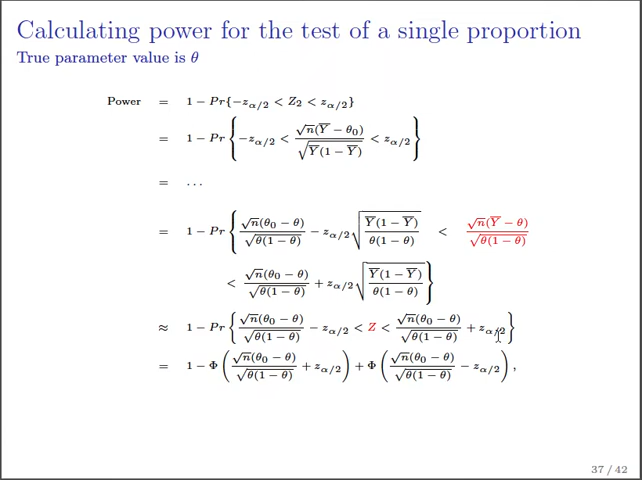 Calculating power for the test of a single proportion
True parameter value is θ
Power = 1 − Pr{−z_{α/2} < Z_2 < z_{α/2}}
= 1 − Pr{−z_{α/2} < √n(Y̅ − θ_0) / √(Y̅(1 − Y̅)) < z_{α/2}}
= ...
= 1 − Pr{√n(θ_0 − θ) / √(θ(1 − θ)) − z_{α/2} √(Y̅(1 − Y̅) / θ(1 − θ)) < √n(Y̅ − θ) / √(θ(1 − θ))
< √n(θ_0 − θ) / √(θ(1 − θ)) + z_{α/2} √(Y̅(1 − Y̅) / θ(1 − θ))}
≈ 1 − Pr{√n(θ_0 − θ) / √(θ(1 − θ)) − z_{α/2} < Z < √n(θ_0 − θ) / √(θ(1 − θ)) + z_{α/2}}
= 1 − Φ(√n(θ_0 − θ) / √(θ(1 − θ)) + z_{α/2}) + Φ(√n(θ_0 − θ) / √(θ(1 − θ)) − z_{α/2}),
37 / 42